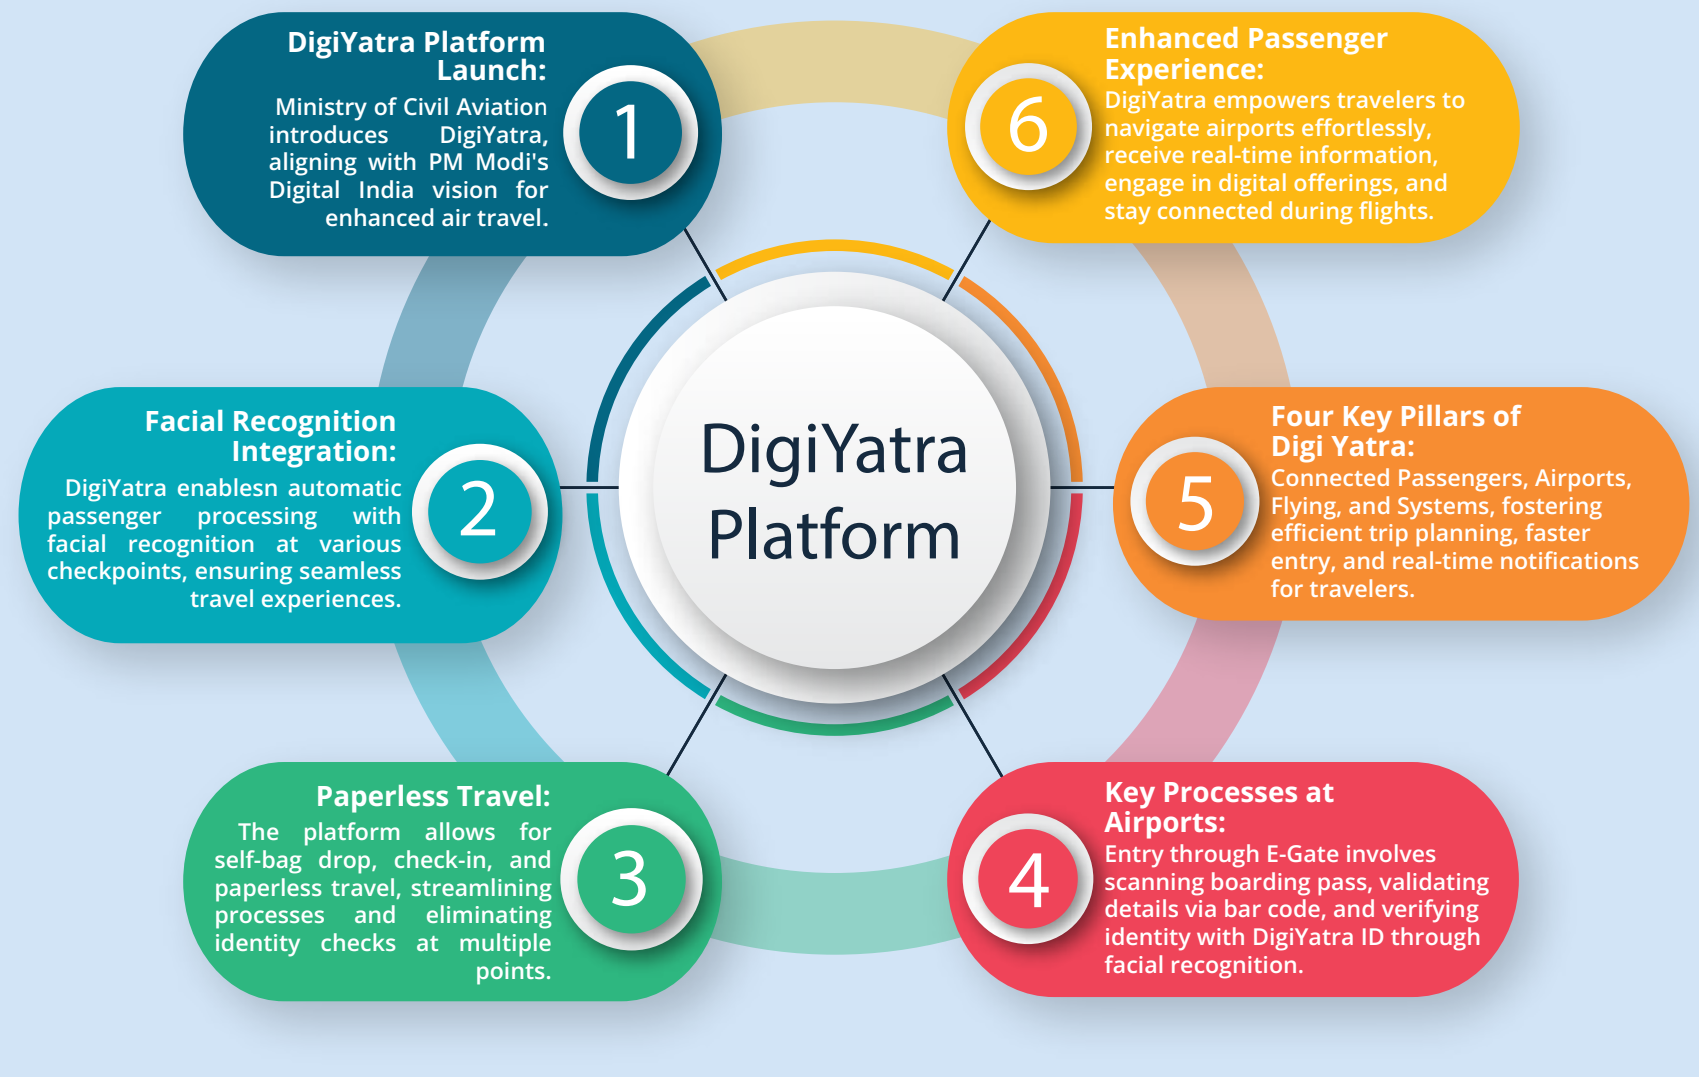 DigiYatra Platform
Launch:
Ministry of Civil Aviation
introduces DigiYatra,
aligning with PM Modi's
Digital India vision for
enhanced air travel.
1
Facial Recognition
Integration:
DigiYatra enablesn automatic
passenger processing with
facial recognition at various
checkpoints, ensuring seamless
travel experiences.
2
Paperless Travel:
The platform allows for
self-bag drop, check-in, and
paperless travel, streamlining
processes and eliminating
identity checks at multiple
points.
3
DigiYatra
Platform
4
Key Processes at
Airports:
Entry through E-Gate involves
scanning boarding pass, validating
details via bar code, and verifying
identity with DigiYatra ID through
facial recognition.
5
Four Key Pillars of
Digi Yatra:
Connected Passengers, Airports,
Flying, and Systems, fostering
efficient trip planning, faster
entry, and real-time notifications
for travelers.
6
Enhanced Passenger
Experience:
DigiYatra empowers travelers to
navigate airports effortlessly,
receive real-time information,
engage in digital offerings, and
stay connected during flights.